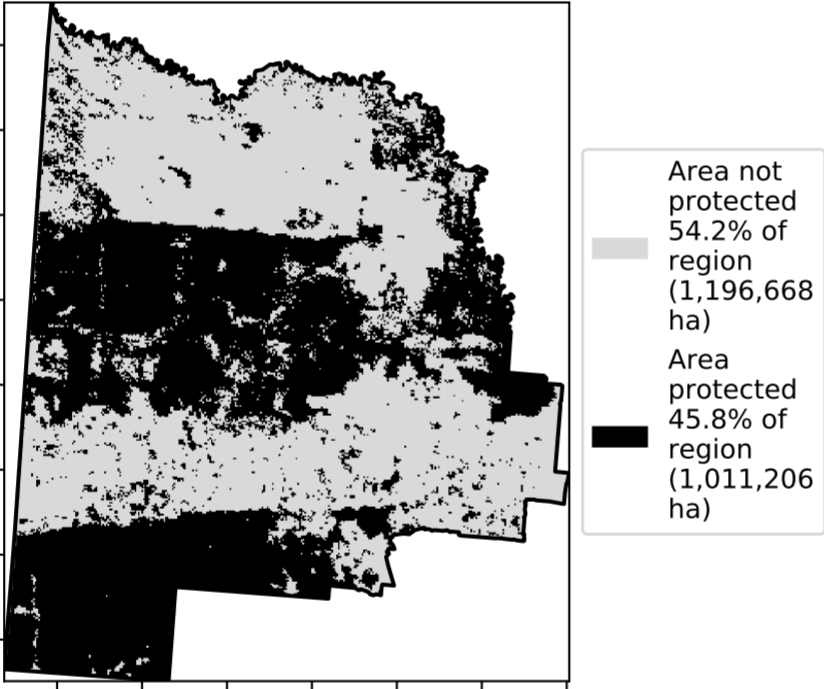 Area not
protected
54.2% of
region
(1,196,668
ha)
Area
protected
45.8% of
region
(1,011,206
ha)